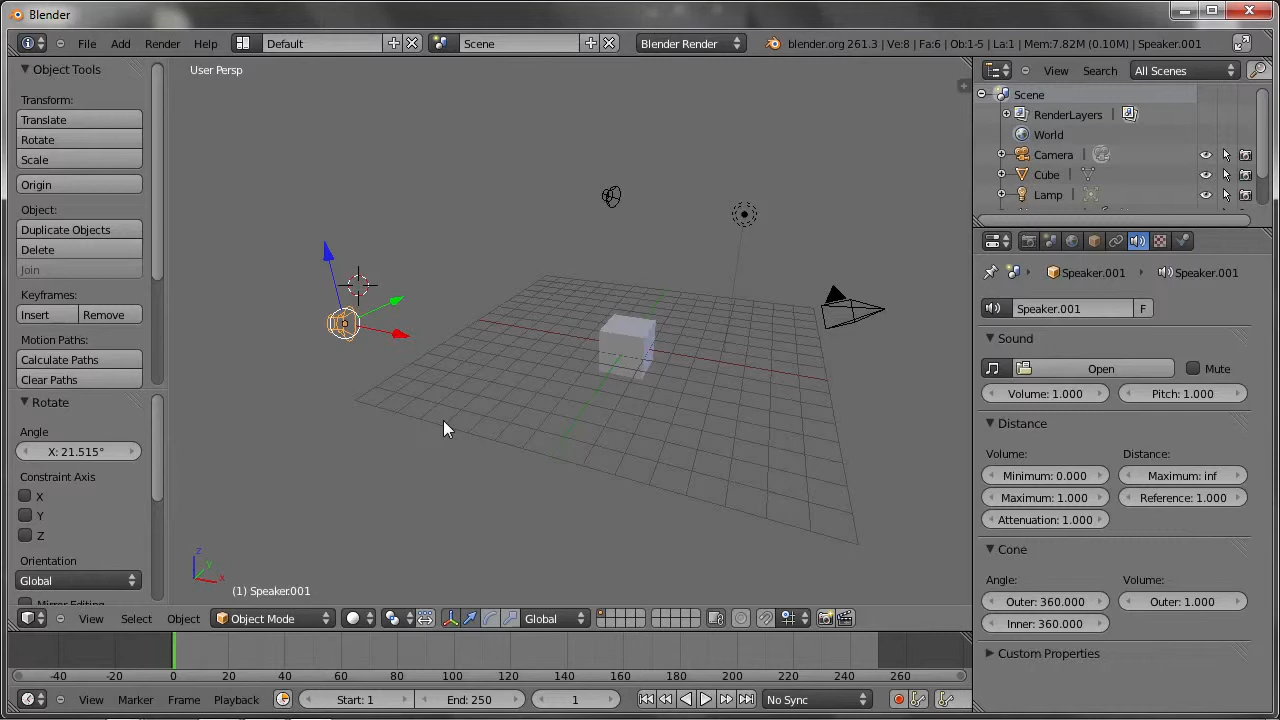 Blender
File Add Render Help Default Scene Blender Render blender.org 261.3 | Ve:8 | Fa:6 | Ob:1-5 | La:1 | Mem:7.82M (0.10M) | Speaker.001
Object Tools
Transform:
Translate
Rotate
Scale
Origin
Object:
Duplicate Objects
Delete
Join
Keyframes:
Insert Remove
Motion Paths:
Calculate Paths
Clear Paths
Rotate
Angle
X: 21.515°
Constraint Axis
X
Y
Z
Orientation
Global
Mirror Editing
User Persp
z
y
x
(1) Speaker.001
View Select Object Object Mode Global
View Search All Scenes
Scene
RenderLayers |
World
Camera |
Cube |
Lamp |
Speaker.001 Speaker.001
Speaker.001 F
Sound
Open Mute
Volume: 1.000 Pitch: 1.000
Distance
Volume: Distance:
Minimum: 0.000 Maximum: inf
Maximum: 1.000 Reference: 1.000
Attenuation: 1.000
Cone
Angle: Volume:
Outer: 360.000 Outer: 1.000
Inner: 360.000
Custom Properties
-40 -20 0 20 40 60 80 100 120 140 160 180 200 220 240 260
View Marker Frame Playback Start: 1 End: 250 1 No Sync